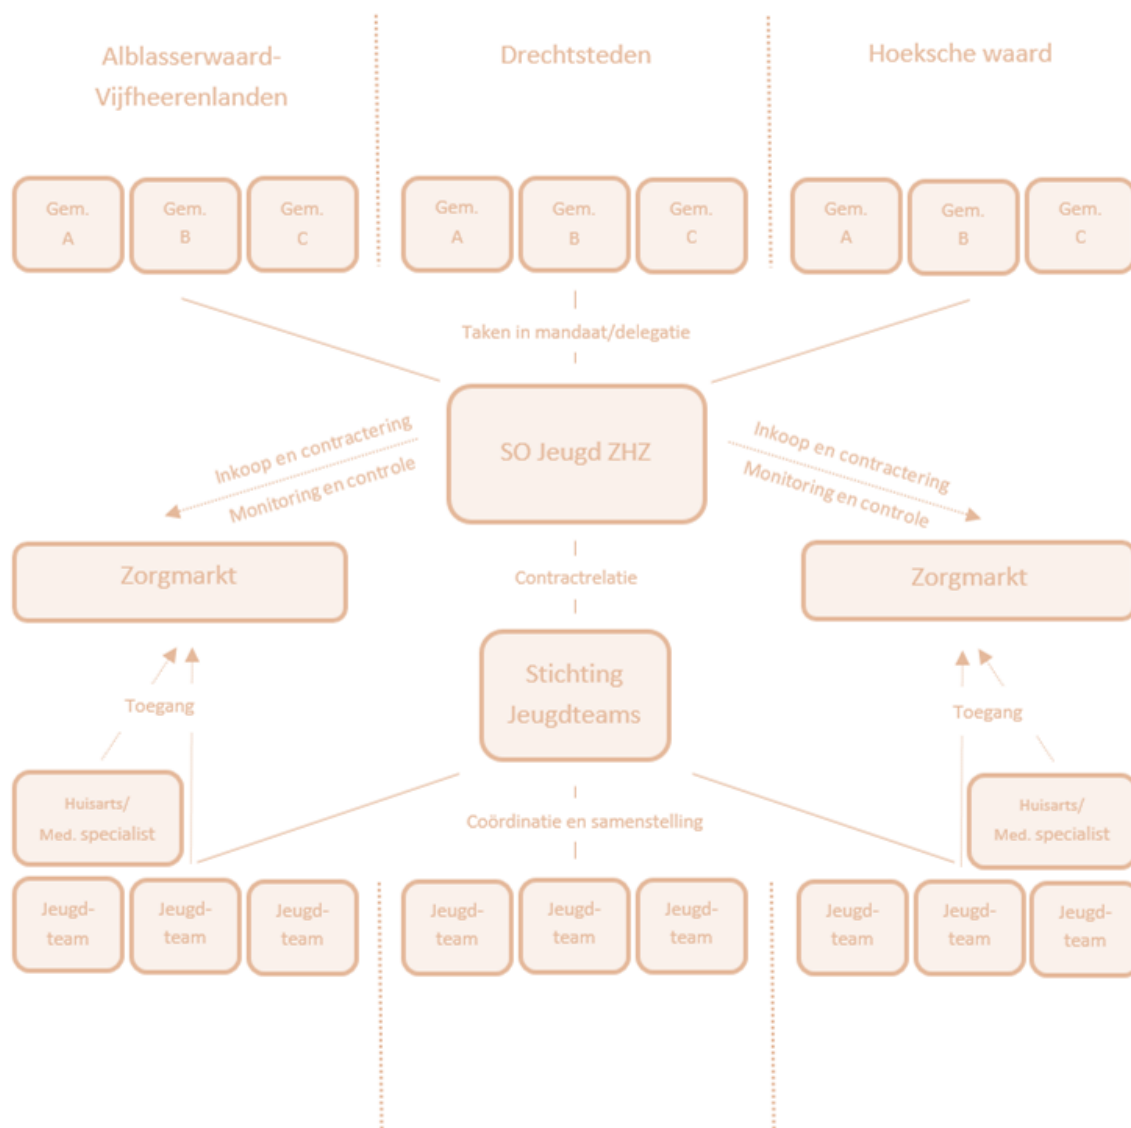 Alblasserwaard-
Vijfheerenlanden
Drechtsteden
Hoeksche waard
Gem.
A
Gem.
B
Gem.
C
Gem.
A
Gem.
B
Gem.
C
Gem.
A
Gem.
B
Gem.
C
Taken in mandaat/delegatie
SO Jeugd ZHZ
Inkoop en contractering
Monitoring en controle
Inkoop en contractering
Monitoring en controle
Zorgmarkt
Contractrelatie
Zorgmarkt
Stichting
Jeugdteams
Toegang
Toegang
Huisarts/
Med. specialist
Coördinatie en samenstelling
Huisarts/
Med. specialist
Jeugd-
team
Jeugd-
team
Jeugd-
team
Jeugd-
team
Jeugd-
team
Jeugd-
team
Jeugd-
team
Jeugd-
team
Jeugd-
team